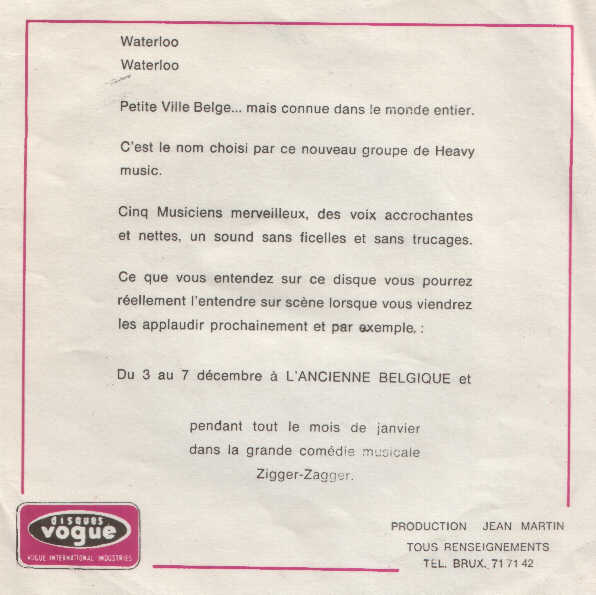 Waterloo
Waterloo
Petite Ville Belge... mais connue dans le monde entier.
C'est le nom choisi par ce nouveau groupe de Heavy
music.
Cinq Musiciens merveilleux, des voix accrochantes
et nettes, un sound sans ficelles et sans trucages.
Ce que vous entendez sur ce disque vous pourrez
réellement l'entendre sur scène lorsque vous viendrez
les applaudir prochainement et par exemple. :
Du 3 au 7 décembre à L'ANCIENNE BELGIQUE et
pendant tout le mois de janvier
dans la grande comédie musicale
Zigger-Zagger.
disques
vogue
VOGUE INTERNATIONAL INDUSTRIES
PRODUCTION JEAN MARTIN
TOUS RENSEIGNEMENTS
TEL. BRUX. 71 71 42